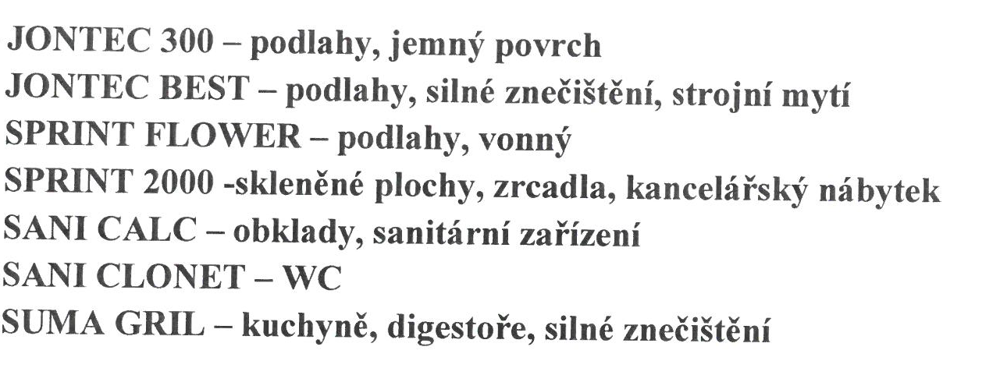 JONTEC 300 – podlahy, jemný povrch
JONTEC BEST – podlahy, silné znečištění, strojní mytí
SPRINT FLOWER – podlahy, vonný
SPRINT 2000 -skleněné plochy, zrcadla, kancelářský nábytek
SANI CALC – obklady, sanitární zařízení
SANI CLONET – WC
SUMA GRIL – kuchyně, digestoře, silné znečištění